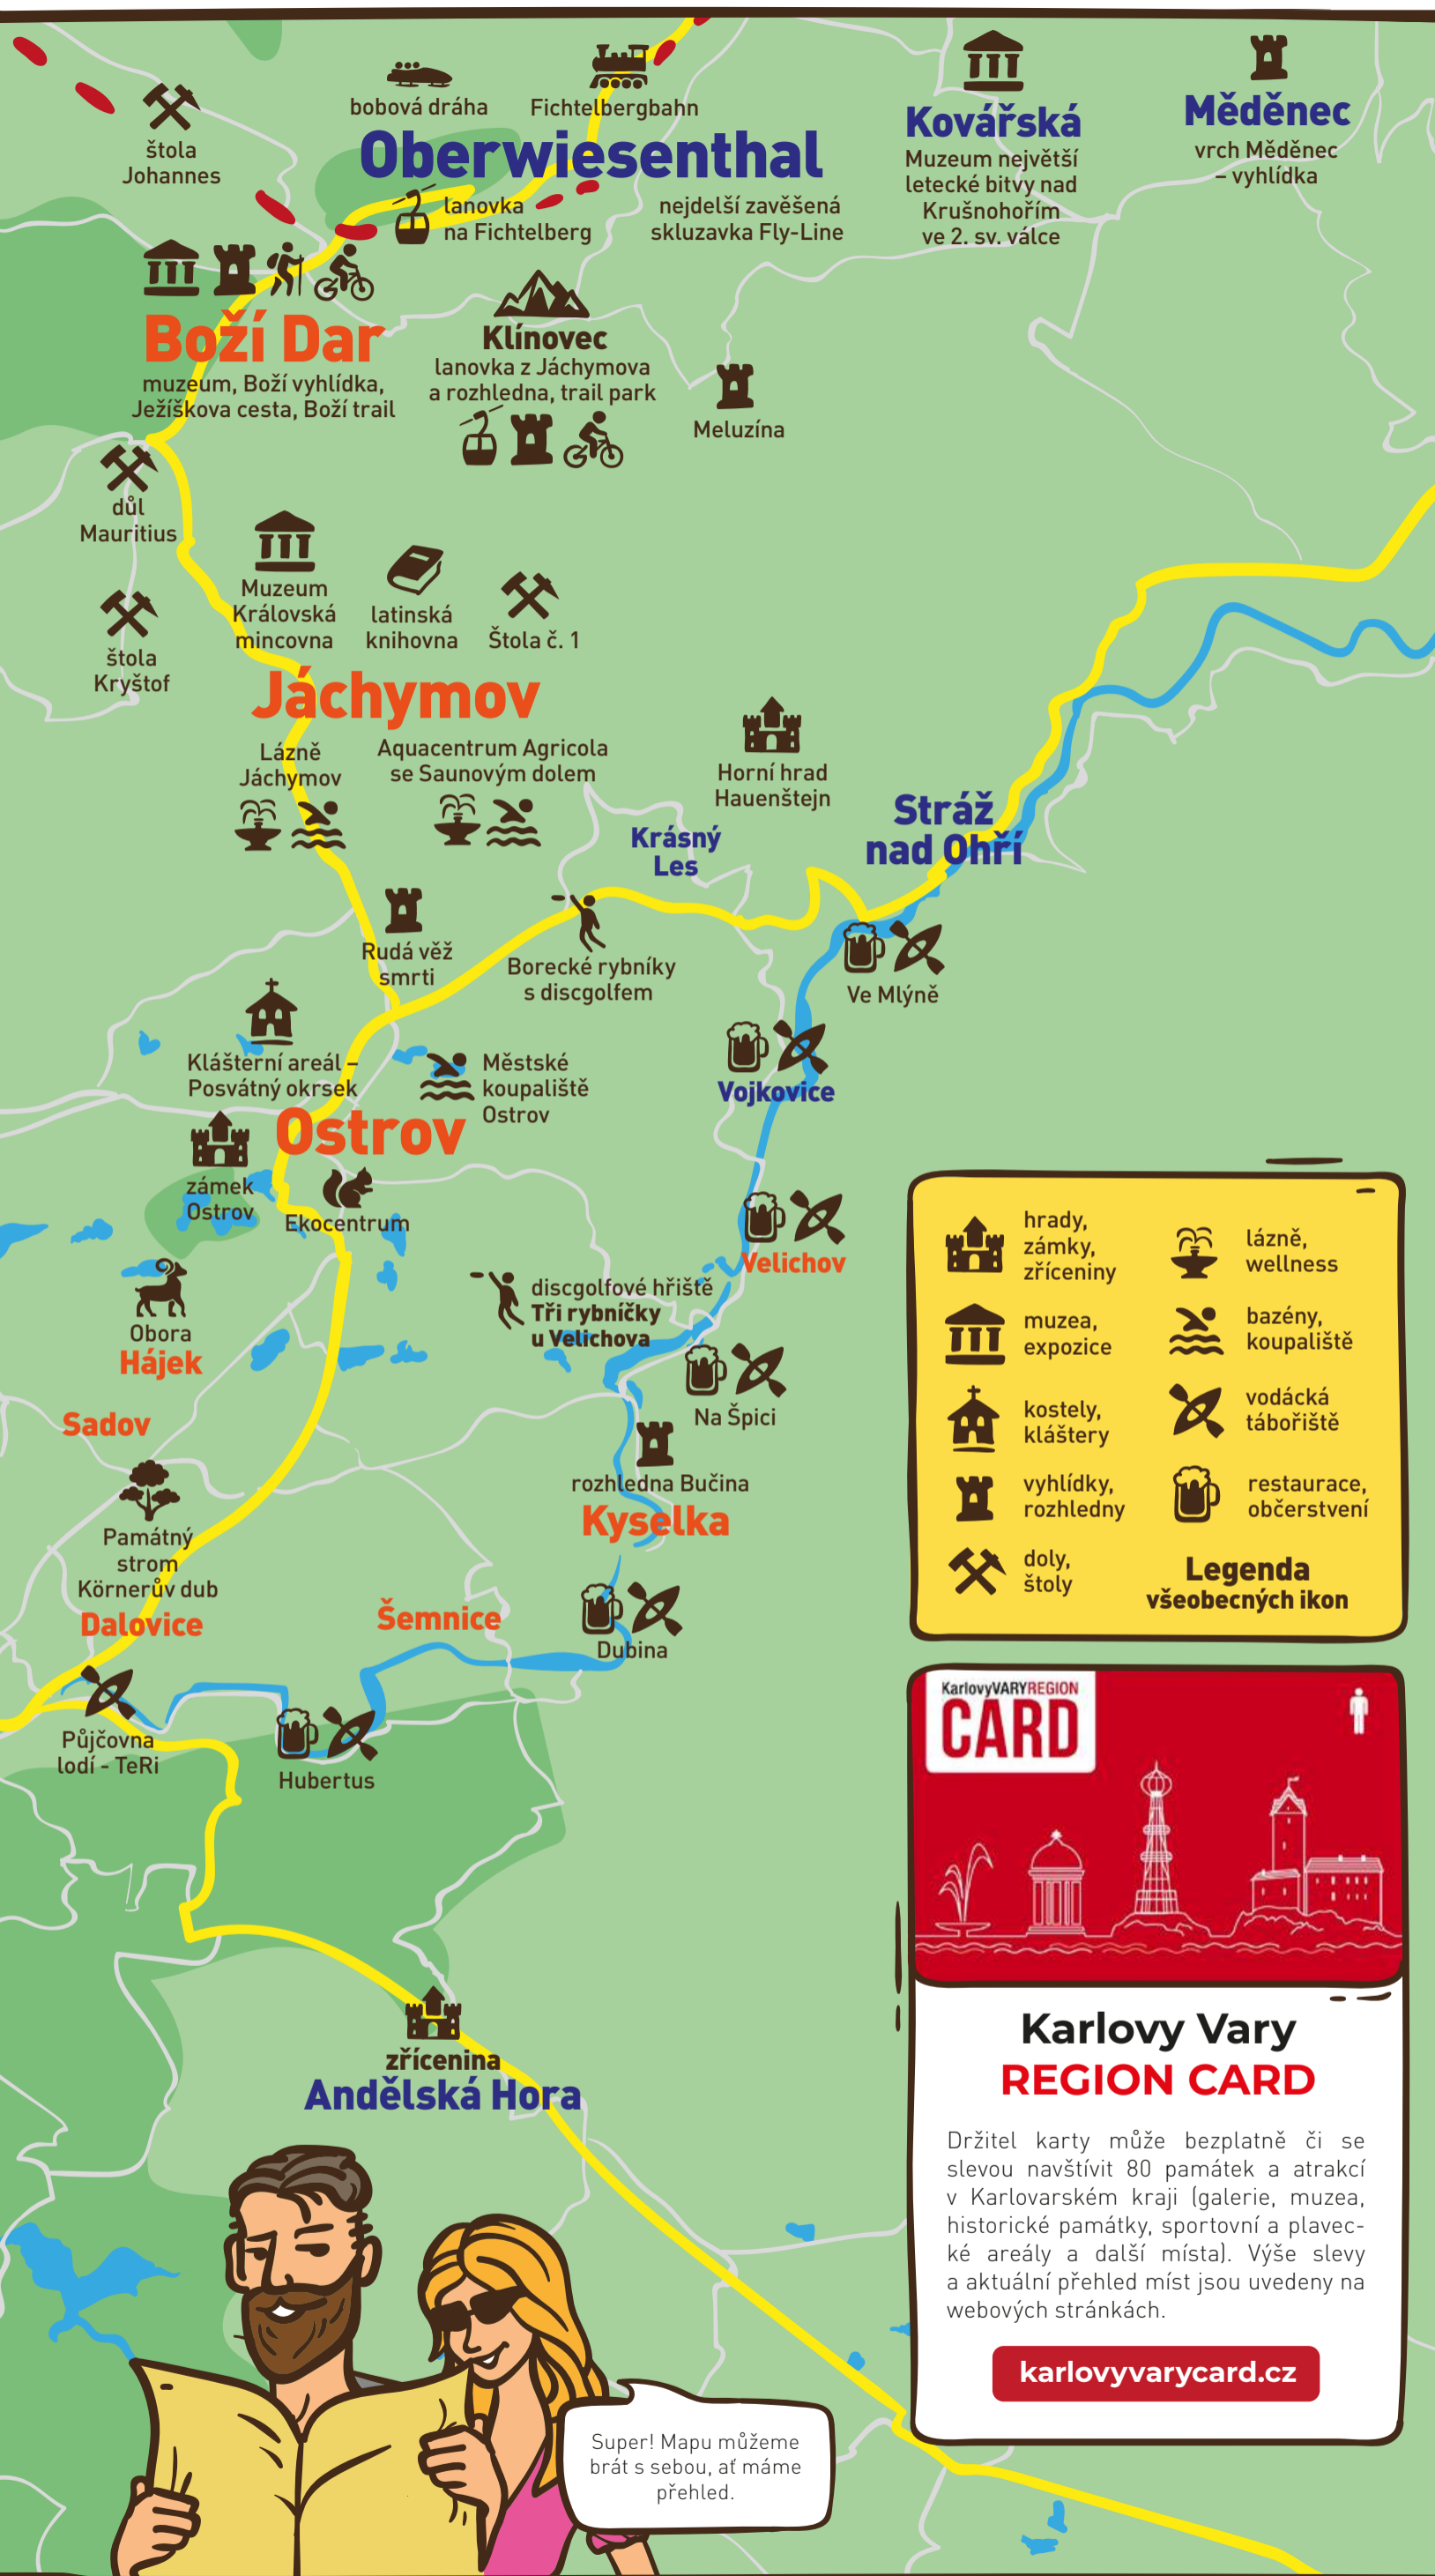 bobová dráha
Fichtelbergbahn
štola
Johannes
Oberwiesenthal
lanovka
na Fichtelberg
nejdelší zavěšená
skluzavka Fly-Line
Kovářská
Muzeum největší
letecké bitvy nad
Krušnohořím
ve 2. sv. válce
Měděnec
vrch Měděnec
– vyhlídka
Boží Dar
muzeum, Boží vyhlídka,
Ježíškova cesta, Boží trail
Klínovec
lanovka z Jáchymova
a rozhledna, trail park
Meluzína
důl
Mauritius
štola
Kryštof
Muzeum
Královská
mincovna
latinská
knihovna
Štola č. 1
Jáchymov
Lázně
Jáchymov
Aquacentrum Agricola
se Saunovým dolem
Horní hrad
Hauenštejn
Krásný
Les
Stráž
nad Ohří
Rudá věž
smrti
Borecké rybníky
s discgolfem
Ve Mlýně
Klášterní areál –
Posvátný okrsek
Městské
koupaliště
Ostrov
Vojkovice
Ostrov
zámek
Ostrov
Ekocentrum
Velichov
Obora
Hájek
discgolfové hřiště
Tři rybníčky
u Velichova
Na Špici
Sadov
rozhledna Bučina
Kyselka
Památný
strom
Körnerův dub
Dalovice
Šemnice
Dubina
Půjčovna
lodí - TeRi
Hubertus
zřícenina
Andělská Hora
hrady,
zámky,
zříceniny
muzea,
expozice
kostely,
kláštery
vyhlídky,
rozhledny
doly,
štoly
lázně,
wellness
bazény,
koupaliště
vodácká
tábořiště
restaurace,
občerstvení
Legenda
všeobecných ikon
KarlovyVARYREGION
CARD
Karlovy Vary
REGION CARD
Držitel karty může bezplatně či se
slevou navštívit 80 památek a atrakcí
v Karlovarském kraji (galerie, muzea,
historické památky, sportovní a plavec-
ké areály a další místa). Výše slevy
a aktuální přehled míst jsou uvedeny na
webových stránkách.
karlovyvarycard.cz
Super! Mapu můžeme
brát s sebou, ať máme
přehled.